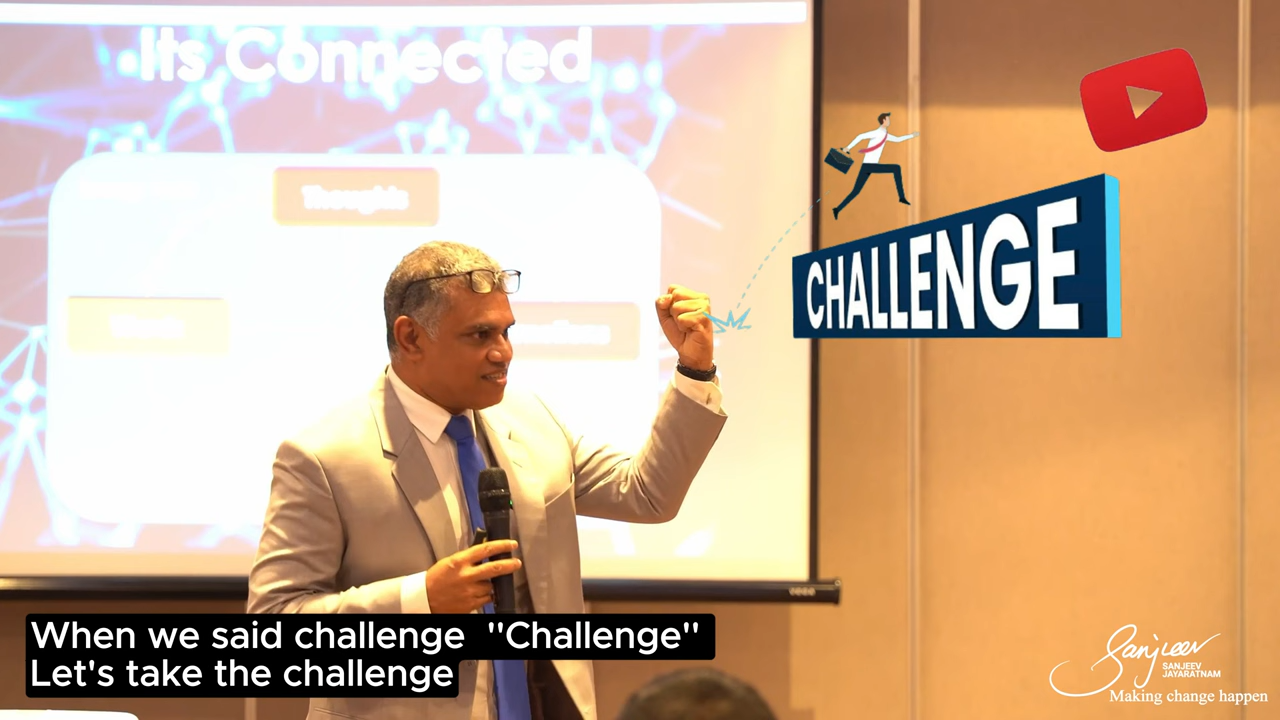 Its Connected
Thoughts
CHALLENGE
When we said challenge "Challenge"
Let's take the challenge
Sanjeev
SANJEEV
JAYARATNAM
Making change happen